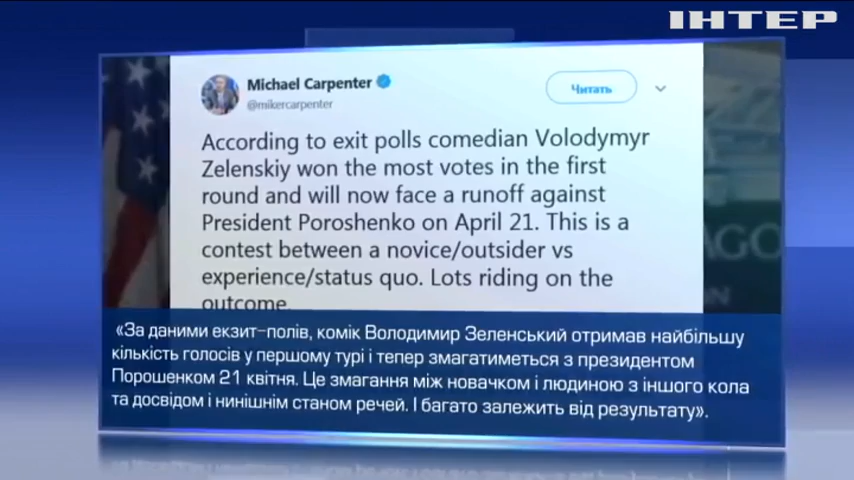 ІНТЕР
Michael Carpenter
@mikercarpenter
Читать
According to exit polls comedian Volodymyr
Zelenskiy won the most votes in the first
round and will now face a runoff against
President Poroshenko on April 21. This is a
contest between a novice/outsider vs
experience/status quo. Lots riding on the
outcome.
AGO
«За даними екзит-полів, комік Володимир Зеленський отримав найбільшу
кількість голосів у першому турі і тепер змагатиметься з президентом
Порошенком 21 квітня. Це змагання між новачком і людиною з іншого кола
та досвідом і нинішнім станом речей. І багато залежить від результату».